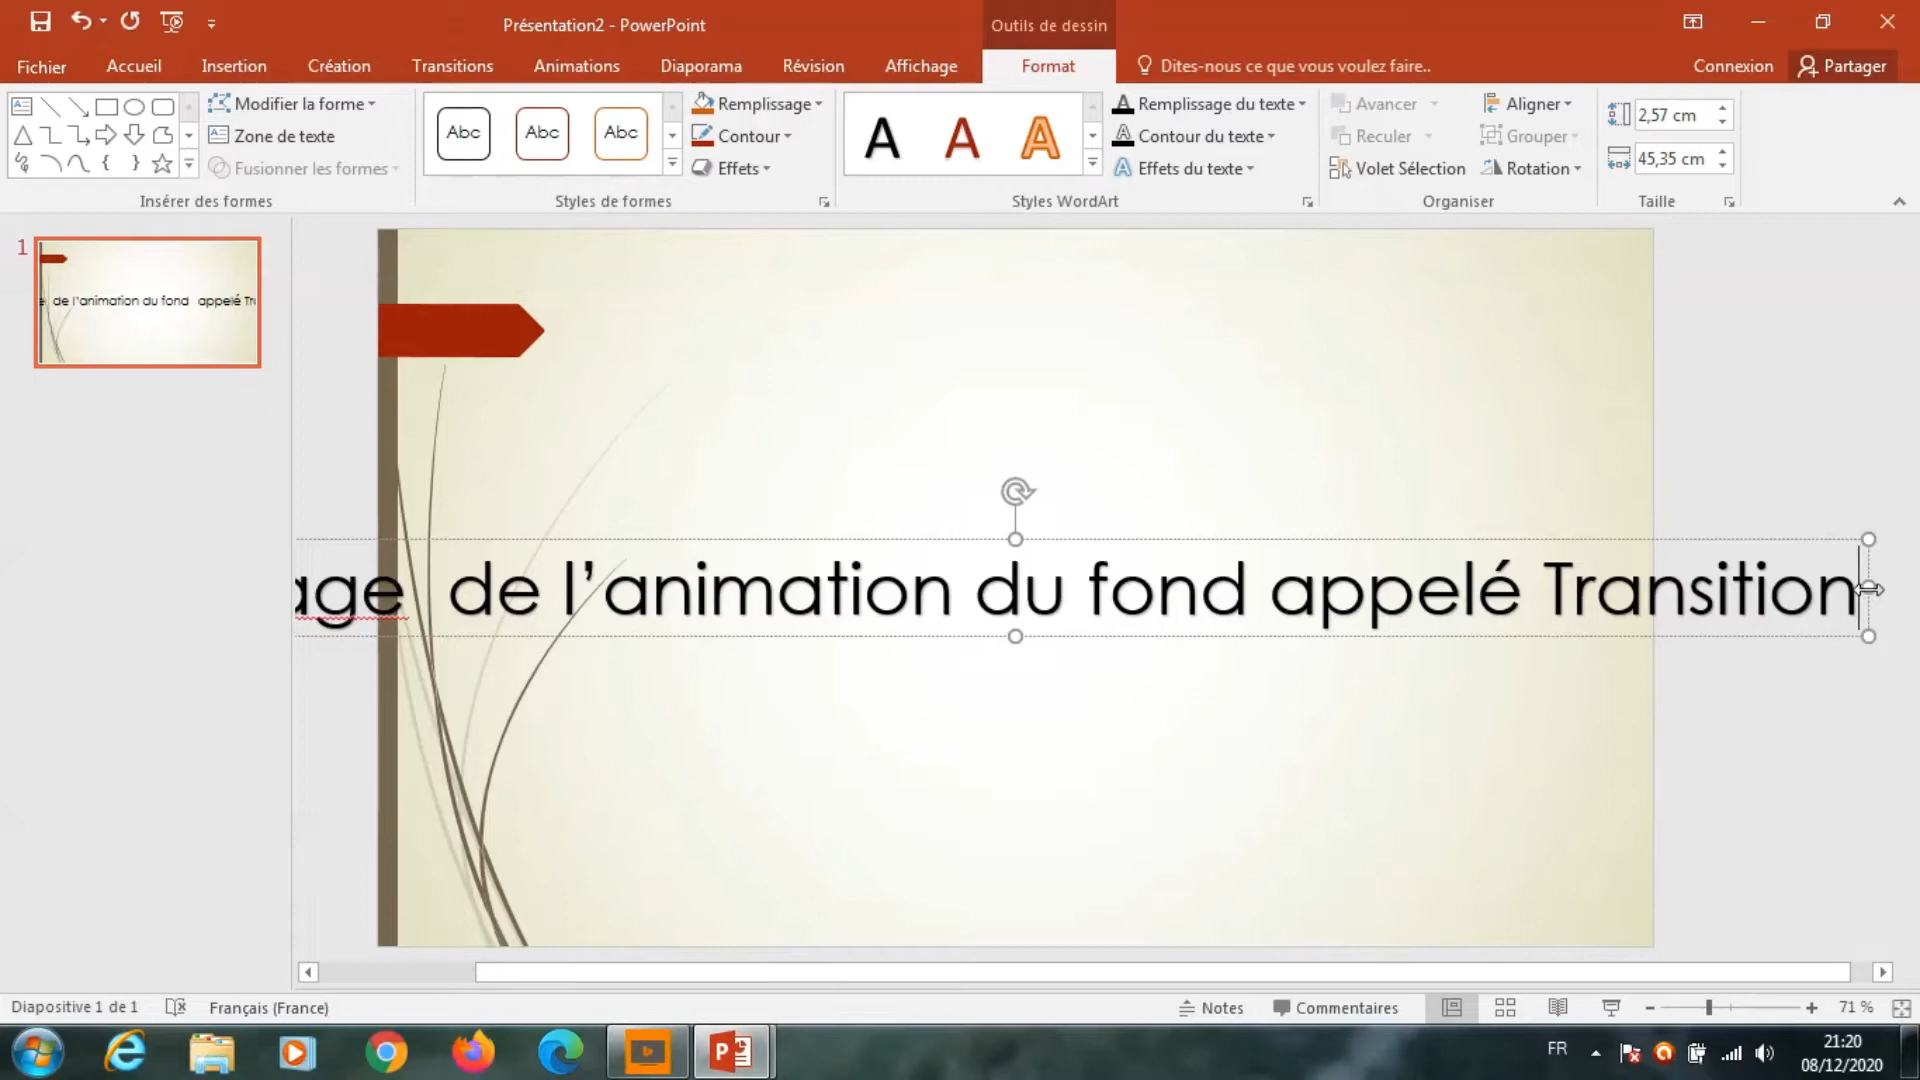 Présentation2 - PowerPoint
Outils de dessin
Fichier
Accueil
Insertion
Création
Transitions
Animations
Diaporama
Révision
Affichage
Format
Dites-nous ce que vous voulez faire..
Connexion
Partager
Modifier la forme
Zone de texte
Fusionner les formes
Insérer des formes
Abc
Abc
Abc
Remplissage
Contour
Effets
Styles de formes
A
A
A
Remplissage du texte
Contour du texte
Effets du texte
Styles WordArt
Avancer
Reculer
Volet Sélection
Aligner
Grouper
Rotation
Organiser
2,57 cm
45,35 cm
Taille
1
de l'animation du fond appelé Tr
age de l’animation du fond appelé Transition
Diapositive 1 de 1
Français (France)
Notes
Commentaires
71 %
FR
21:20
08/12/2020